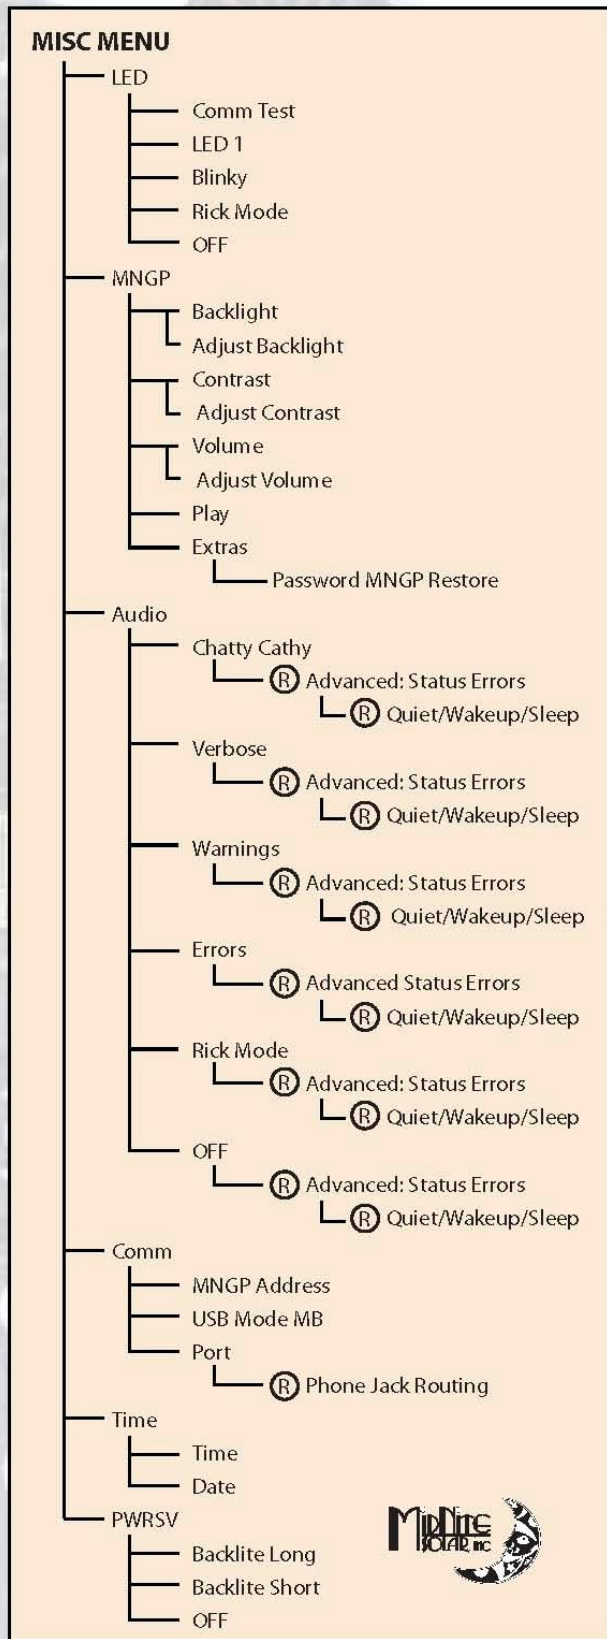 MISC MENU
LED
Comm Test
LED 1
Blinky
Rick Mode
OFF
MNGP
Backlight
Adjust Backlight
Contrast
Adjust Contrast
Volume
Adjust Volume
Play
Extras
Password MNGP Restore
Audio
Chatty Cathy
R Advanced: Status Errors
R Quiet/Wakeup/Sleep
Verbose
R Advanced: Status Errors
R Quiet/Wakeup/Sleep
Warnings
R Advanced: Status Errors
R Quiet/Wakeup/Sleep
Errors
R Advanced Status Errors
R Quiet/Wakeup/Sleep
Rick Mode
R Advanced: Status Errors
R Quiet/Wakeup/Sleep
OFF
R Advanced: Status Errors
R Quiet/Wakeup/Sleep
Comm
MNGP Address
USB Mode MB
Port
R Phone Jack Routing
Time
Time
Date
PWRSV
Backlite Long
Backlite Short
OFF
MIDNITE
SOLAR, INC